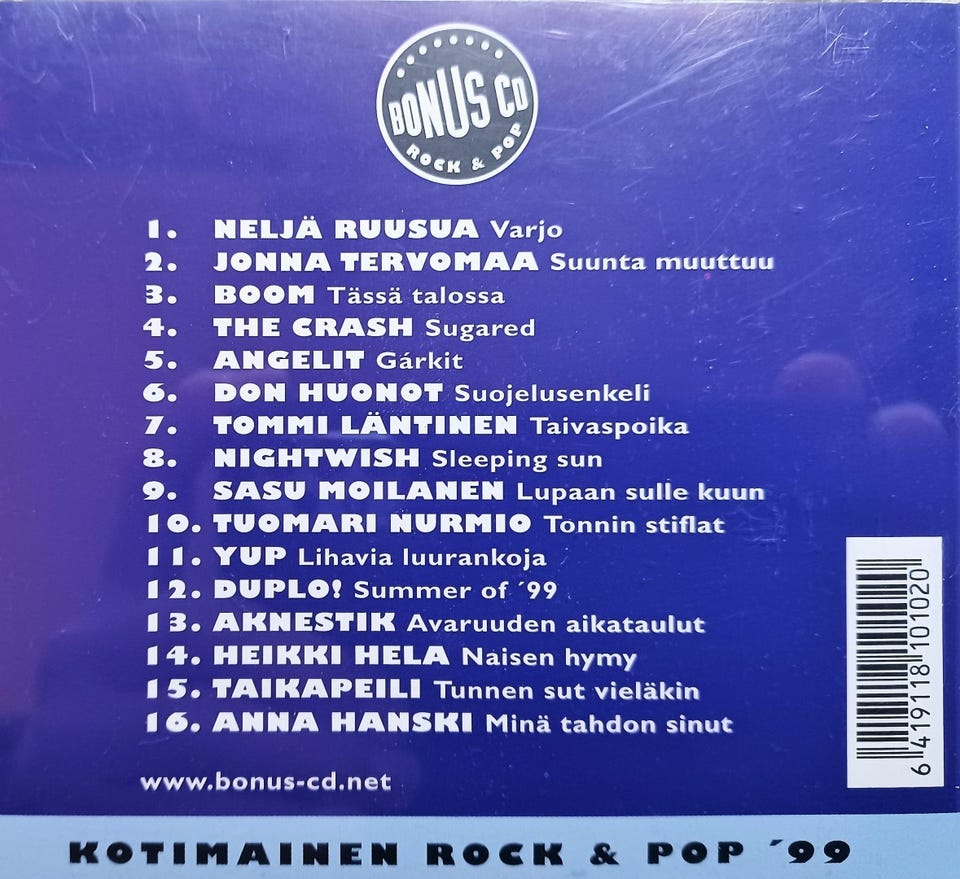 BONUS CD
ROCK & POP
1. NELJÄ RUUSUA Varjo
2. JONNA TERVOMAA Suunta muuttuu
3. BOOM Tässä talossa
4. THE CRASH Sugared
5. ANGELIT Gárkit
6. DON HUONOT Suojelusenkeli
7. TOMMI LÄNTINEN Taivaspoika
8. NIGHTWISH Sleeping sun
9. SASU MOILANEN Lupaan sulle kuun
10. TUOMARI NURMIO Tonnin stiflat
11. YUP Lihavia luurankoja
12. DUPLO! Summer of ´99
13. AKNESTIK Avaruuden aikataulut
14. HEIKKI HELA Naisen hymy
15. TAIKAPEILI Tunnen sut vieläkin
16. ANNA HANSKI Minä tahdon sinut
www.bonus-cd.net
6 419118 101020
KOTIMAINEN ROCK & POP ´99